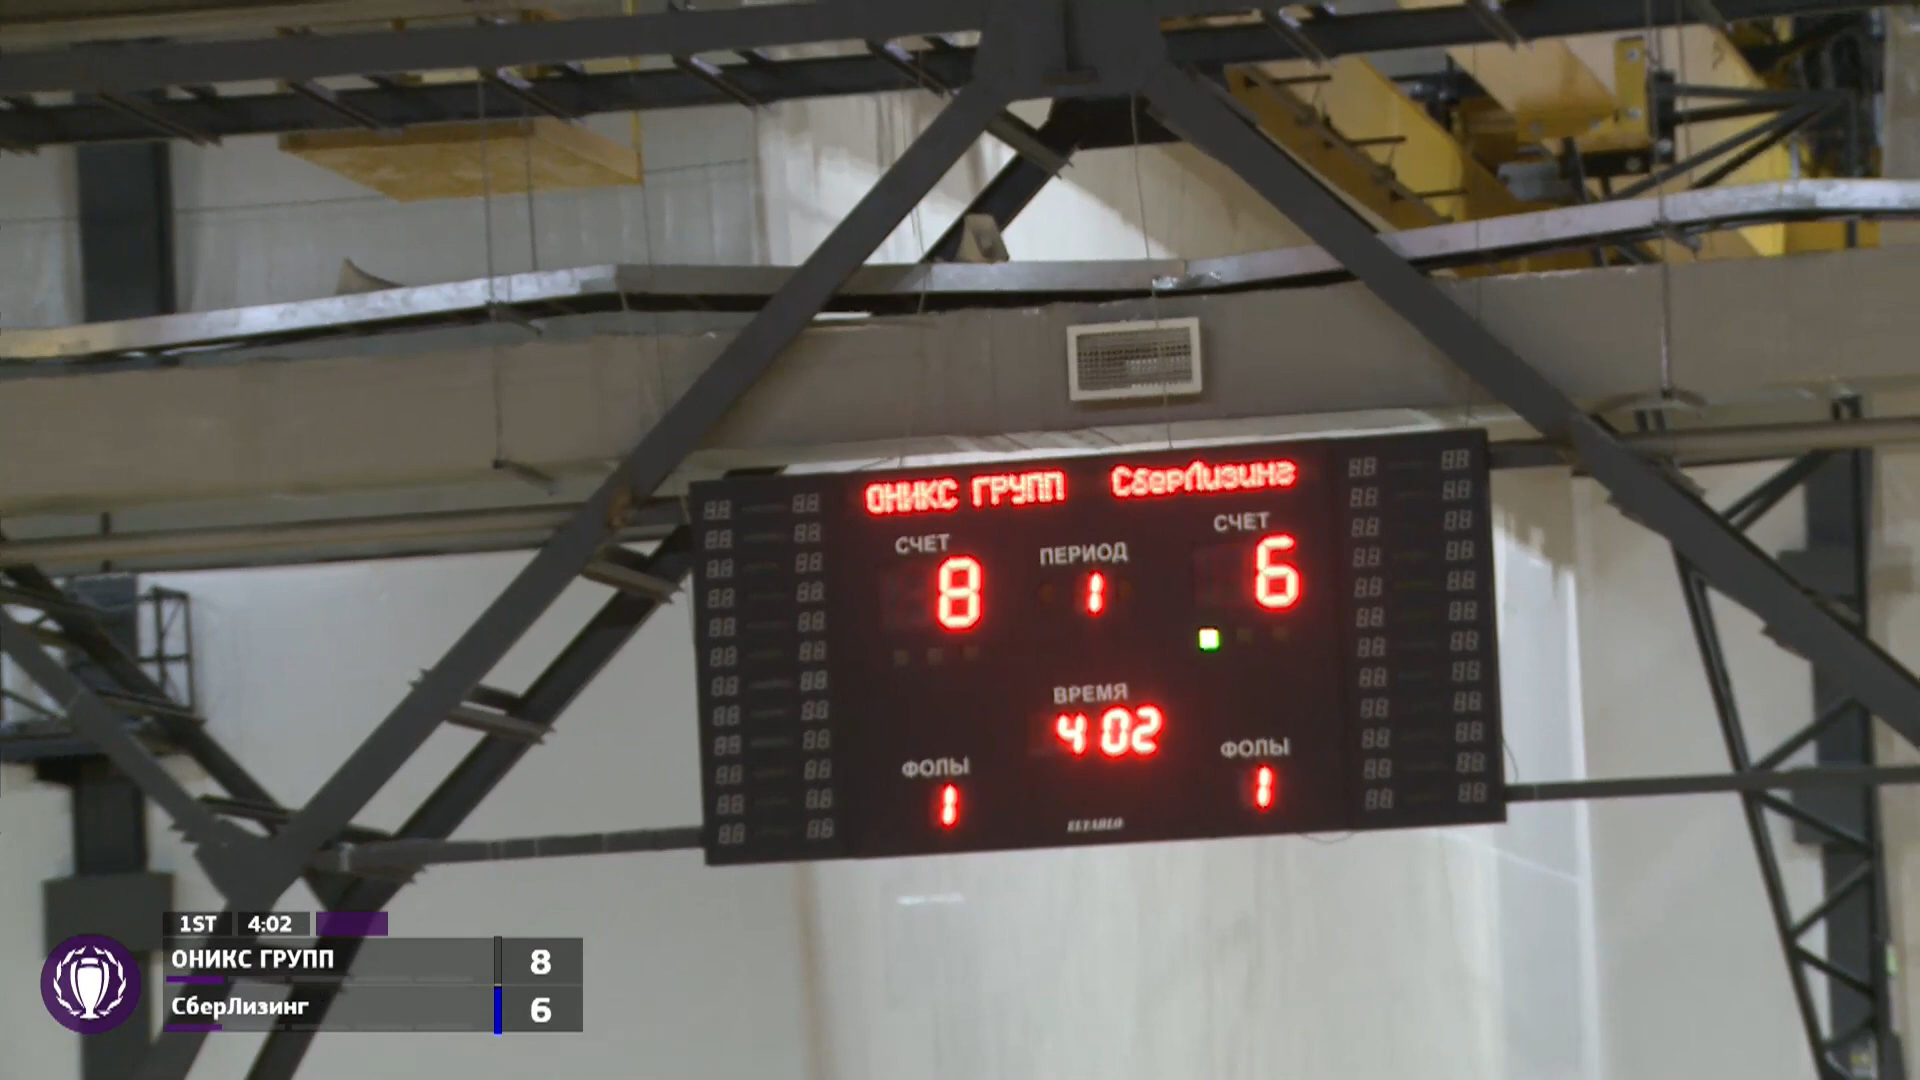 ОНИКС ГРУПП СберЛизинг
СЧЕТ ПЕРИОД СЧЕТ
8 1 6
ВРЕМЯ
4 02
ФОЛЫ ФОЛЫ
1 1
1ST 4:02
ОНИКС ГРУПП 8
СберЛизинг 6